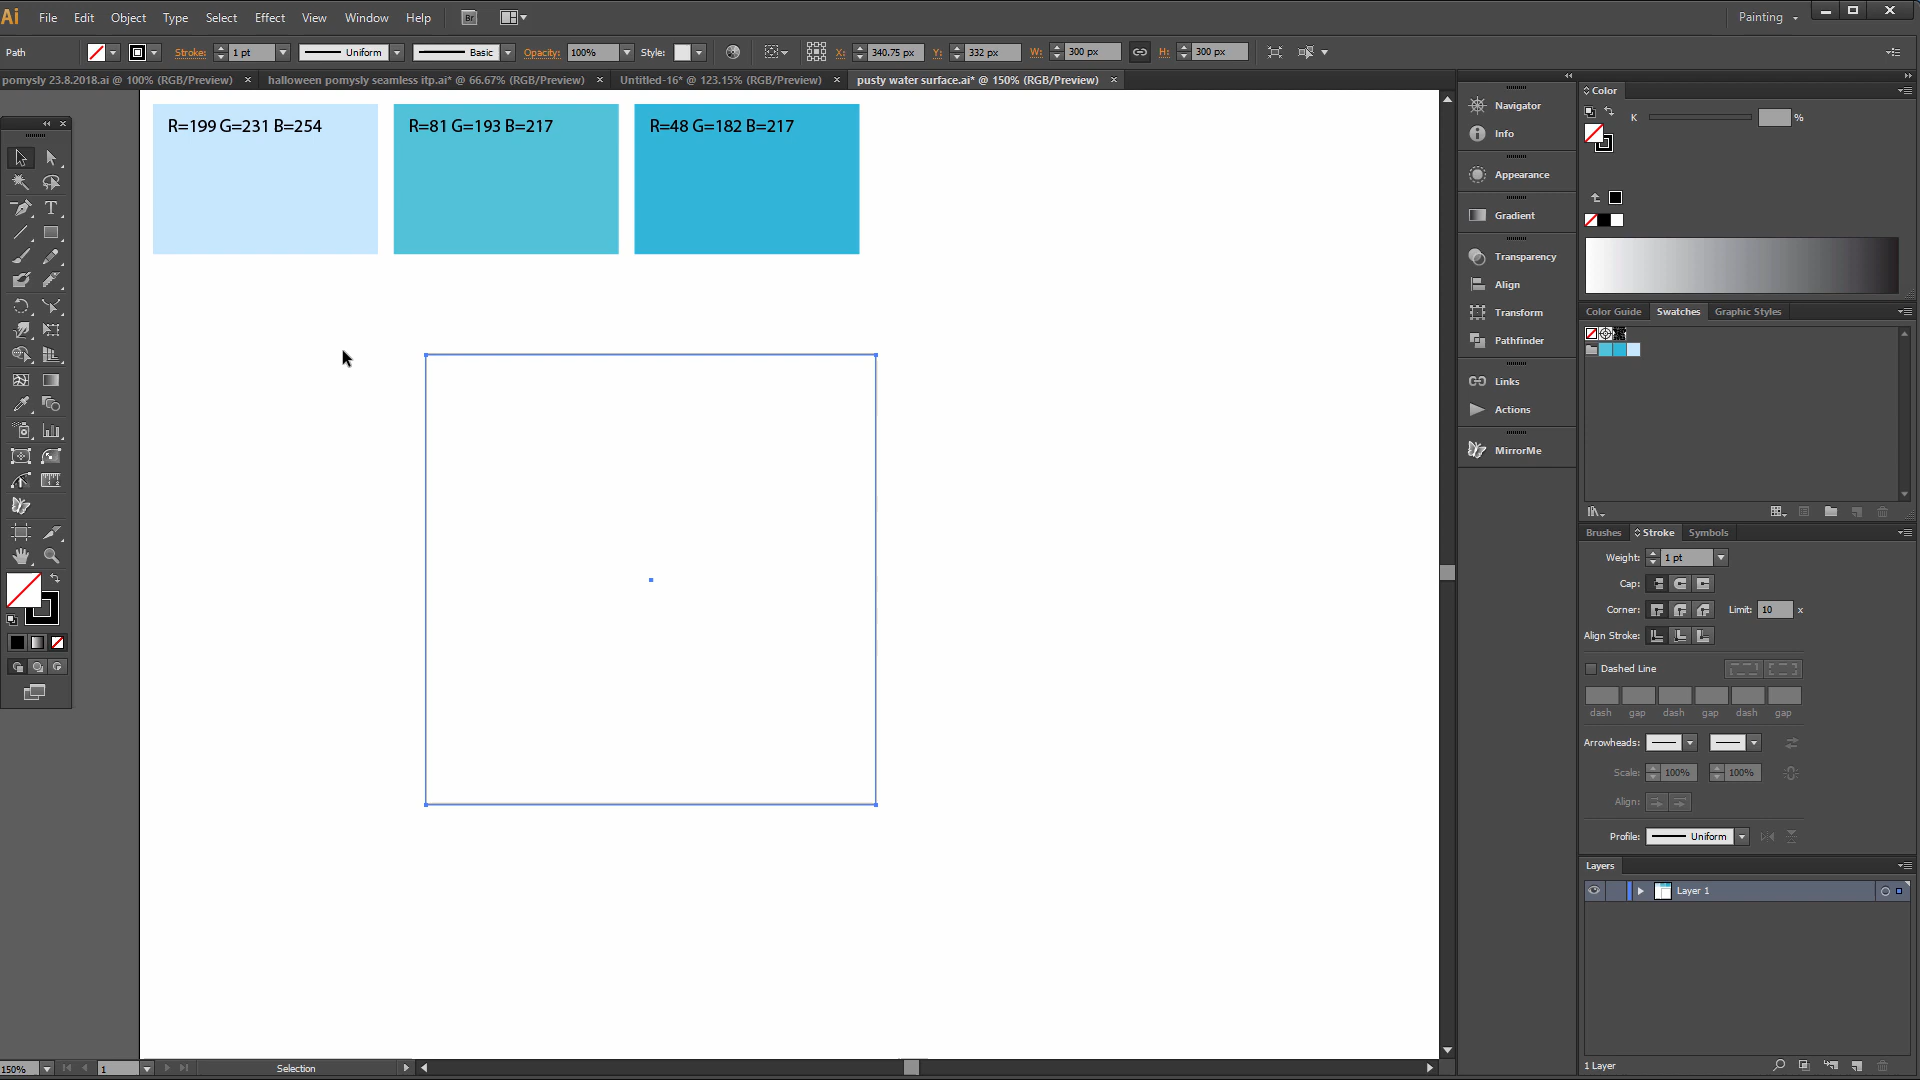 Ai File Edit Object Type Select Effect View Window Help Br Painting
Path Stroke: 1 pt Uniform Basic Opacity: 100% Style: X: 340.75 px Y: 332 px W: 300 px H: 300 px
pomysly 23.8.2018.ai @ 100% (RGB/Preview) halloween pomysly seamless itp.ai* @ 66.67% (RGB/Preview) Untitled-16* @ 123.15% (RGB/Preview) pusty water surface.ai* @ 150% (RGB/Preview)
R=199 G=231 B=254 R=81 G=193 B=217 R=48 G=182 B=217
Navigator
Info
Appearance
Gradient
Transparency
Align
Transform
Pathfinder
Links
Actions
MirrorMe
Color
K %
Color Guide Swatches Graphic Styles
Brushes Stroke Symbols
Weight: 1 pt
Cap:
Corner: Limit: 10 x
Align Stroke:
Dashed Line
dash gap dash gap dash gap
Arrowheads:
Scale: 100% 100%
Align:
Profile: Uniform
Layers
Layer 1
1 Layer
150% 1 Selection